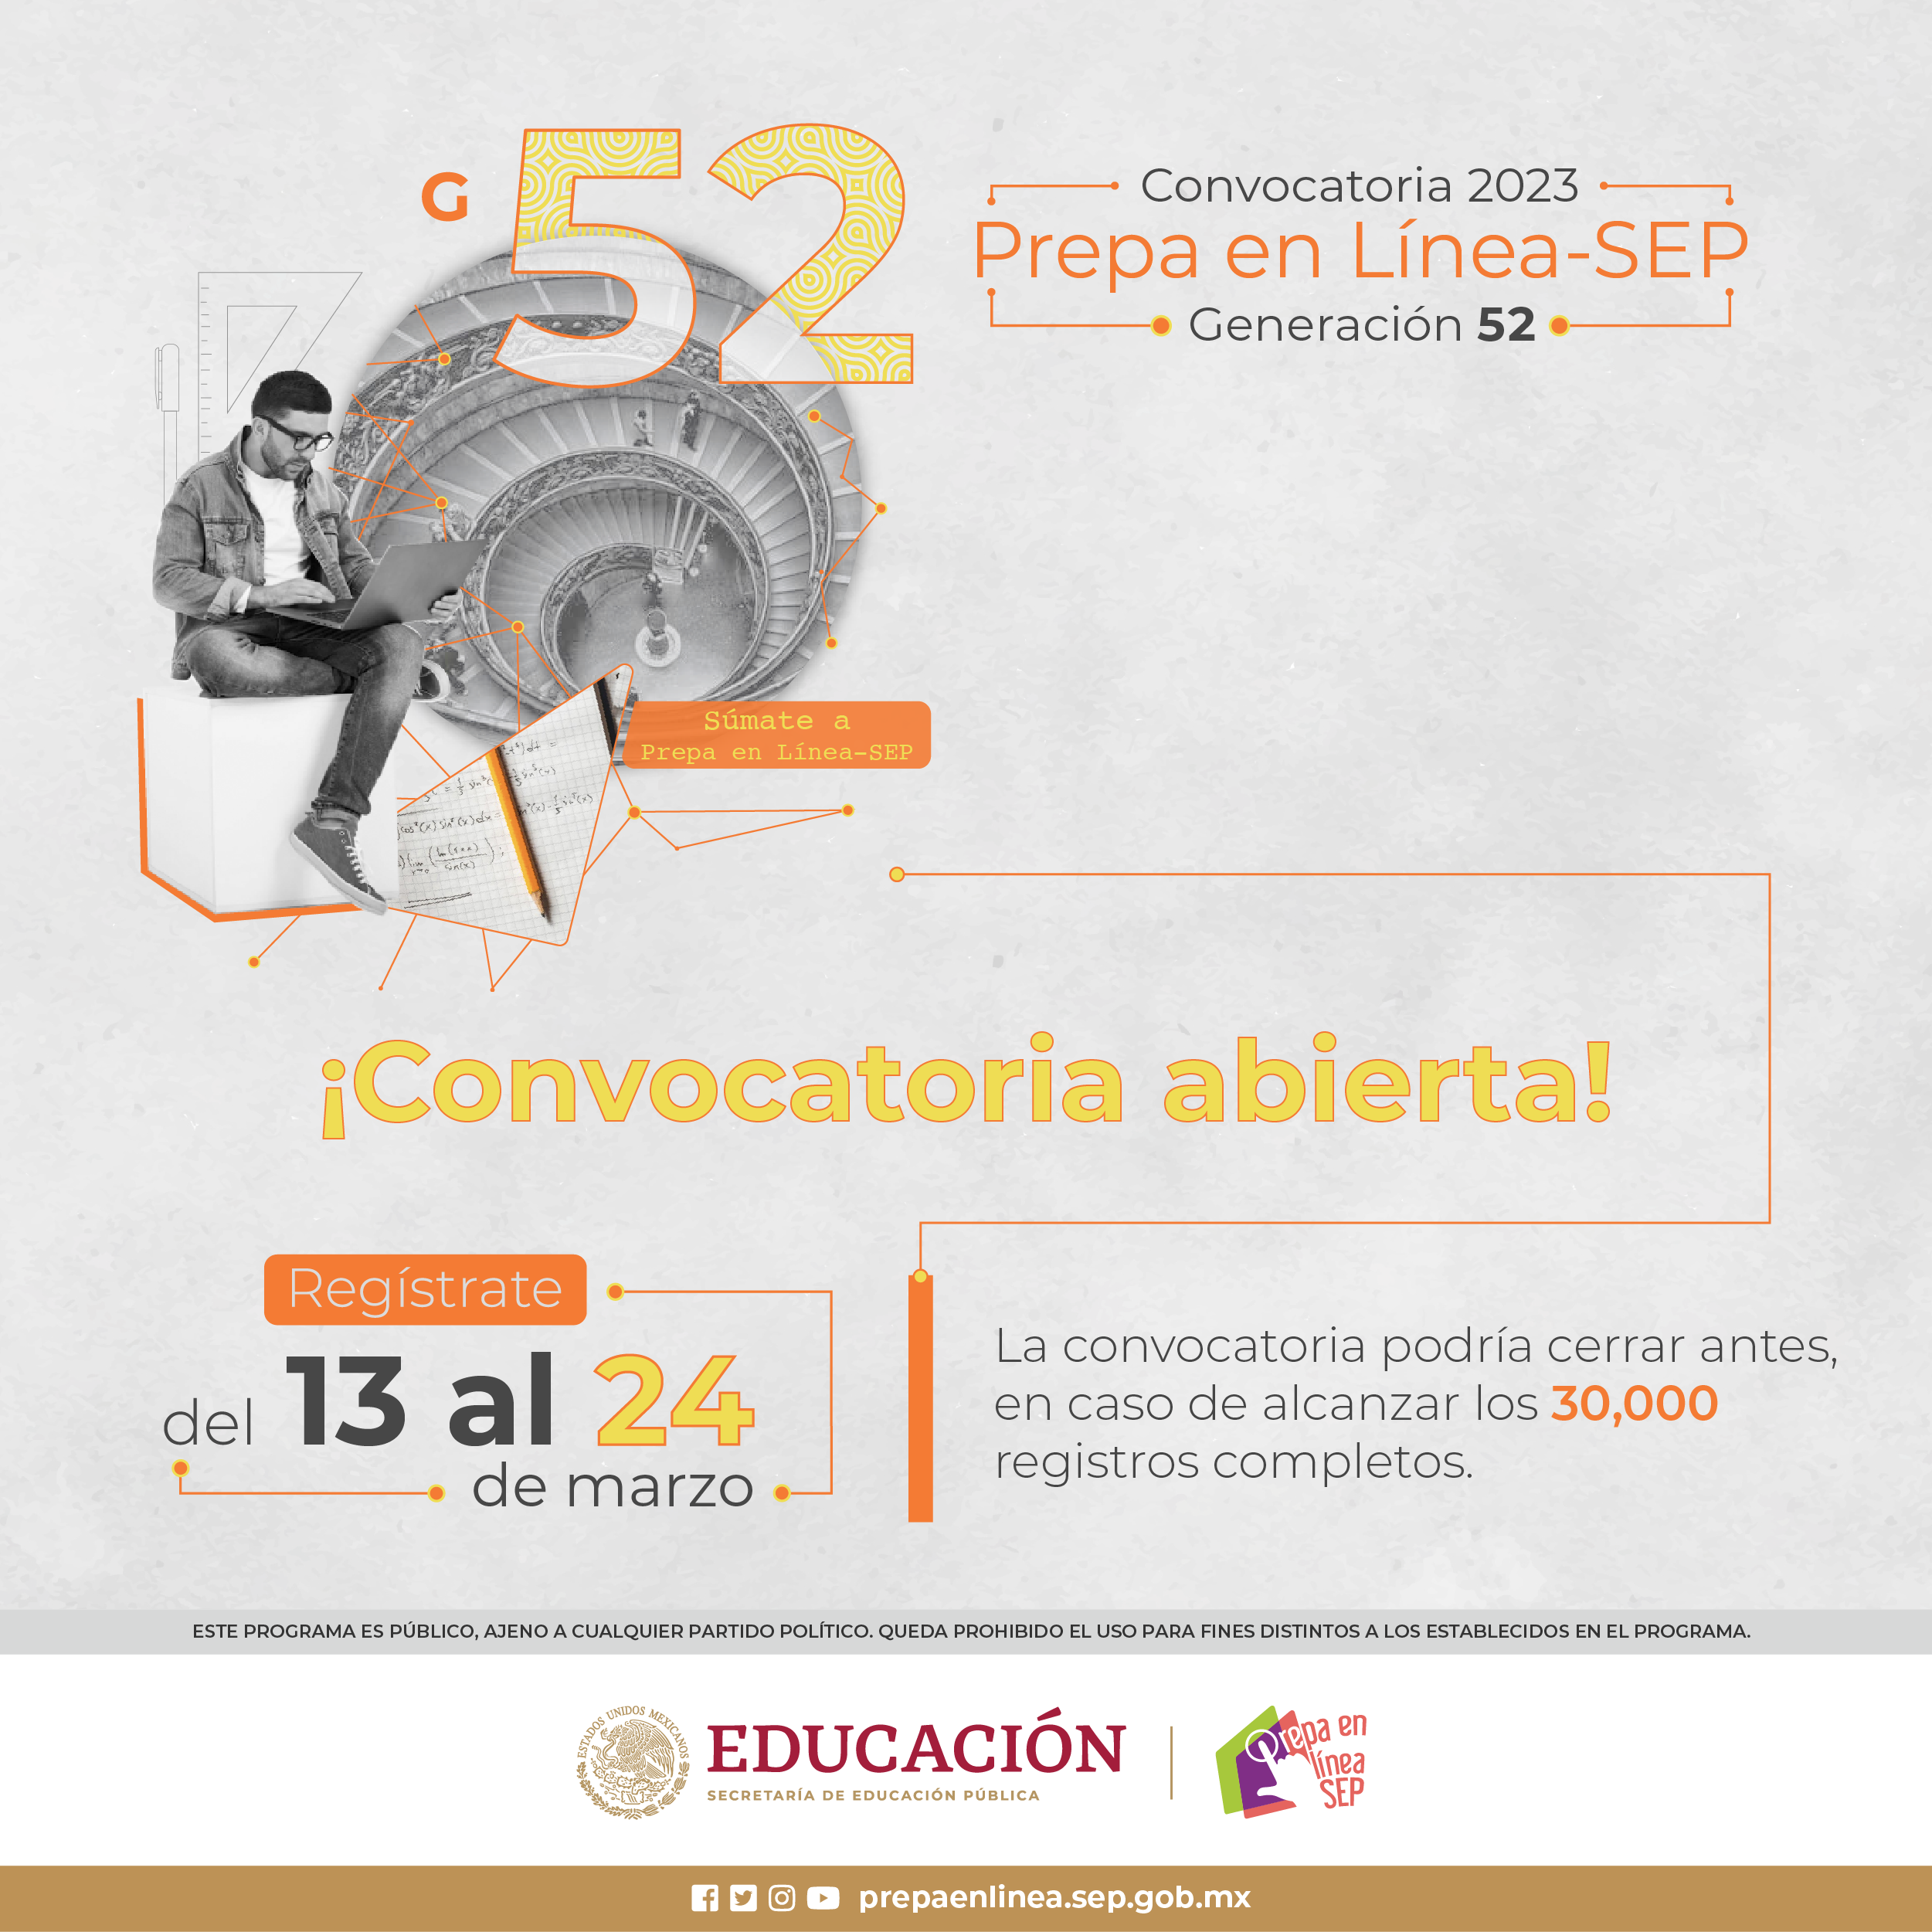 G 52
Convocatoria 2023
Prepa en Línea-SEP
Generación 52
Súmate a
Prepa en Línea-SEP
¡Convocatoria abierta!
Regístrate
del 13 al 24
de marzo
La convocatoria podría cerrar antes,
en caso de alcanzar los 30,000
registros completos.
ESTE PROGRAMA ES PÚBLICO, AJENO A CUALQUIER PARTIDO POLÍTICO. QUEDA PROHIBIDO EL USO PARA FINES DISTINTOS A LOS ESTABLECIDOS EN EL PROGRAMA.
ESTADOS UNIDOS MEXICANOS
EDUCACIÓN
SECRETARÍA DE EDUCACIÓN PÚBLICA
Prepa en
línea
SEP
prepaenlinea.sep.gob.mx